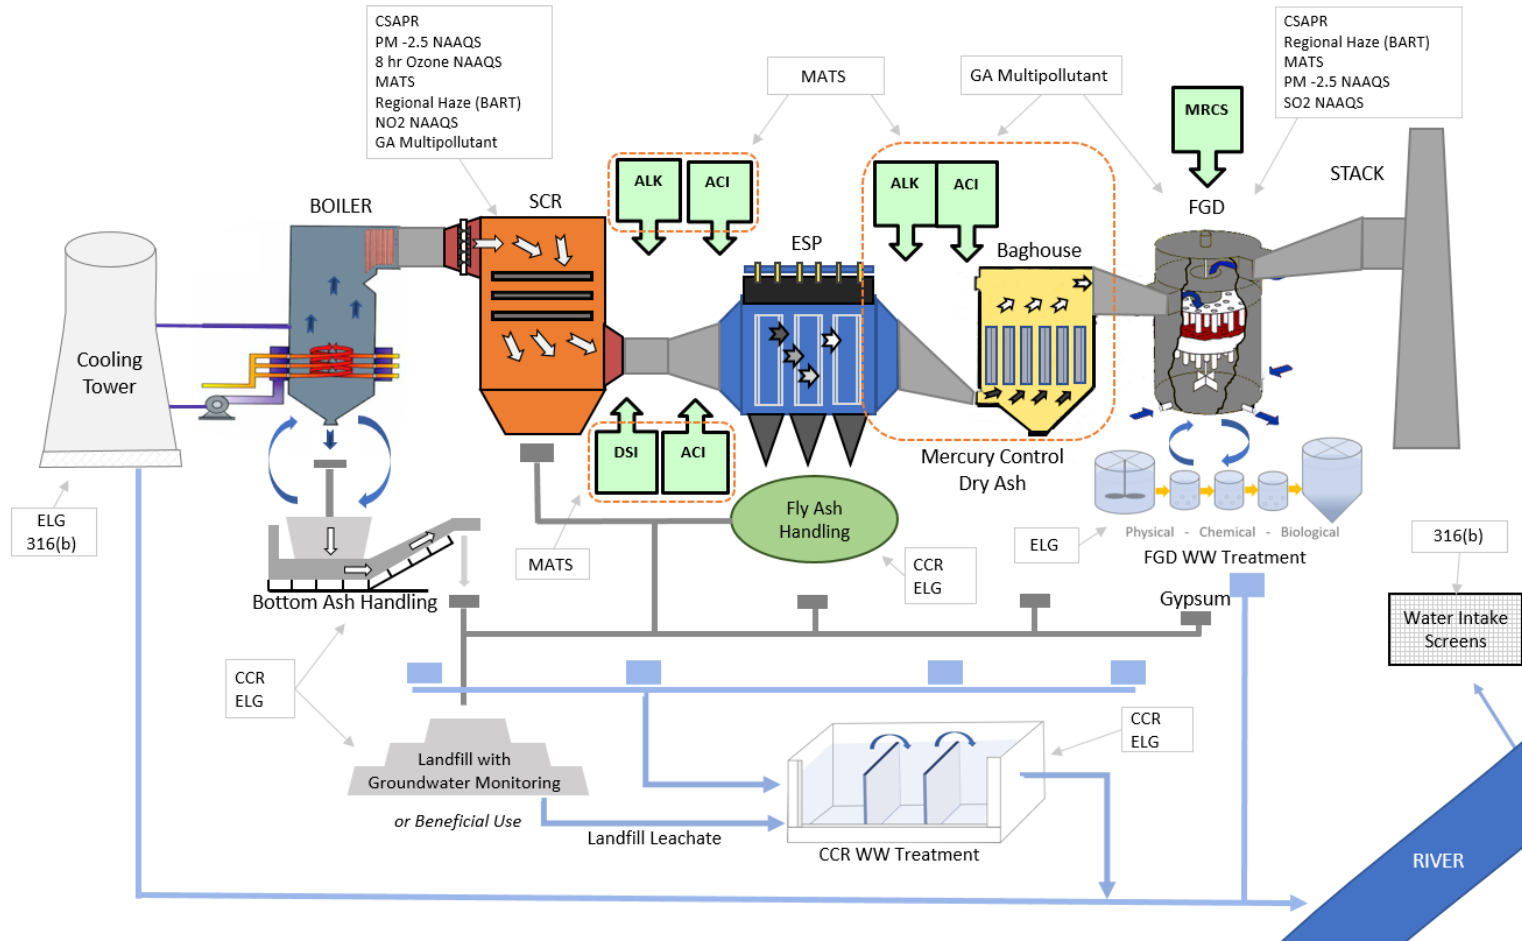 CSAPR
PM -2.5 NAAQS
8 hr Ozone NAAQS
MATS
Regional Haze (BART)
NO2 NAAQS
GA Multipollutant
MATS
GA Multipollutant
CSAPR
Regional Haze (BART)
MATS
PM -2.5 NAAQS
SO2 NAAQS
MRCS
STACK
BOILER
SCR
ALK
ACI
ESP
ALK
ACI
Baghouse
FGD
Cooling
Tower
DSI
ACI
Mercury Control
Dry Ash
Fly Ash
Handling
ELG
316(b)
MATS
CCR
ELG
ELG
Physical - Chemical - Biological
FGD WW Treatment
316(b)
Bottom Ash Handling
Gypsum
Water Intake
Screens
CCR
ELG
CCR
ELG
Landfill with
Groundwater Monitoring
or Beneficial Use
Landfill Leachate
CCR WW Treatment
RIVER